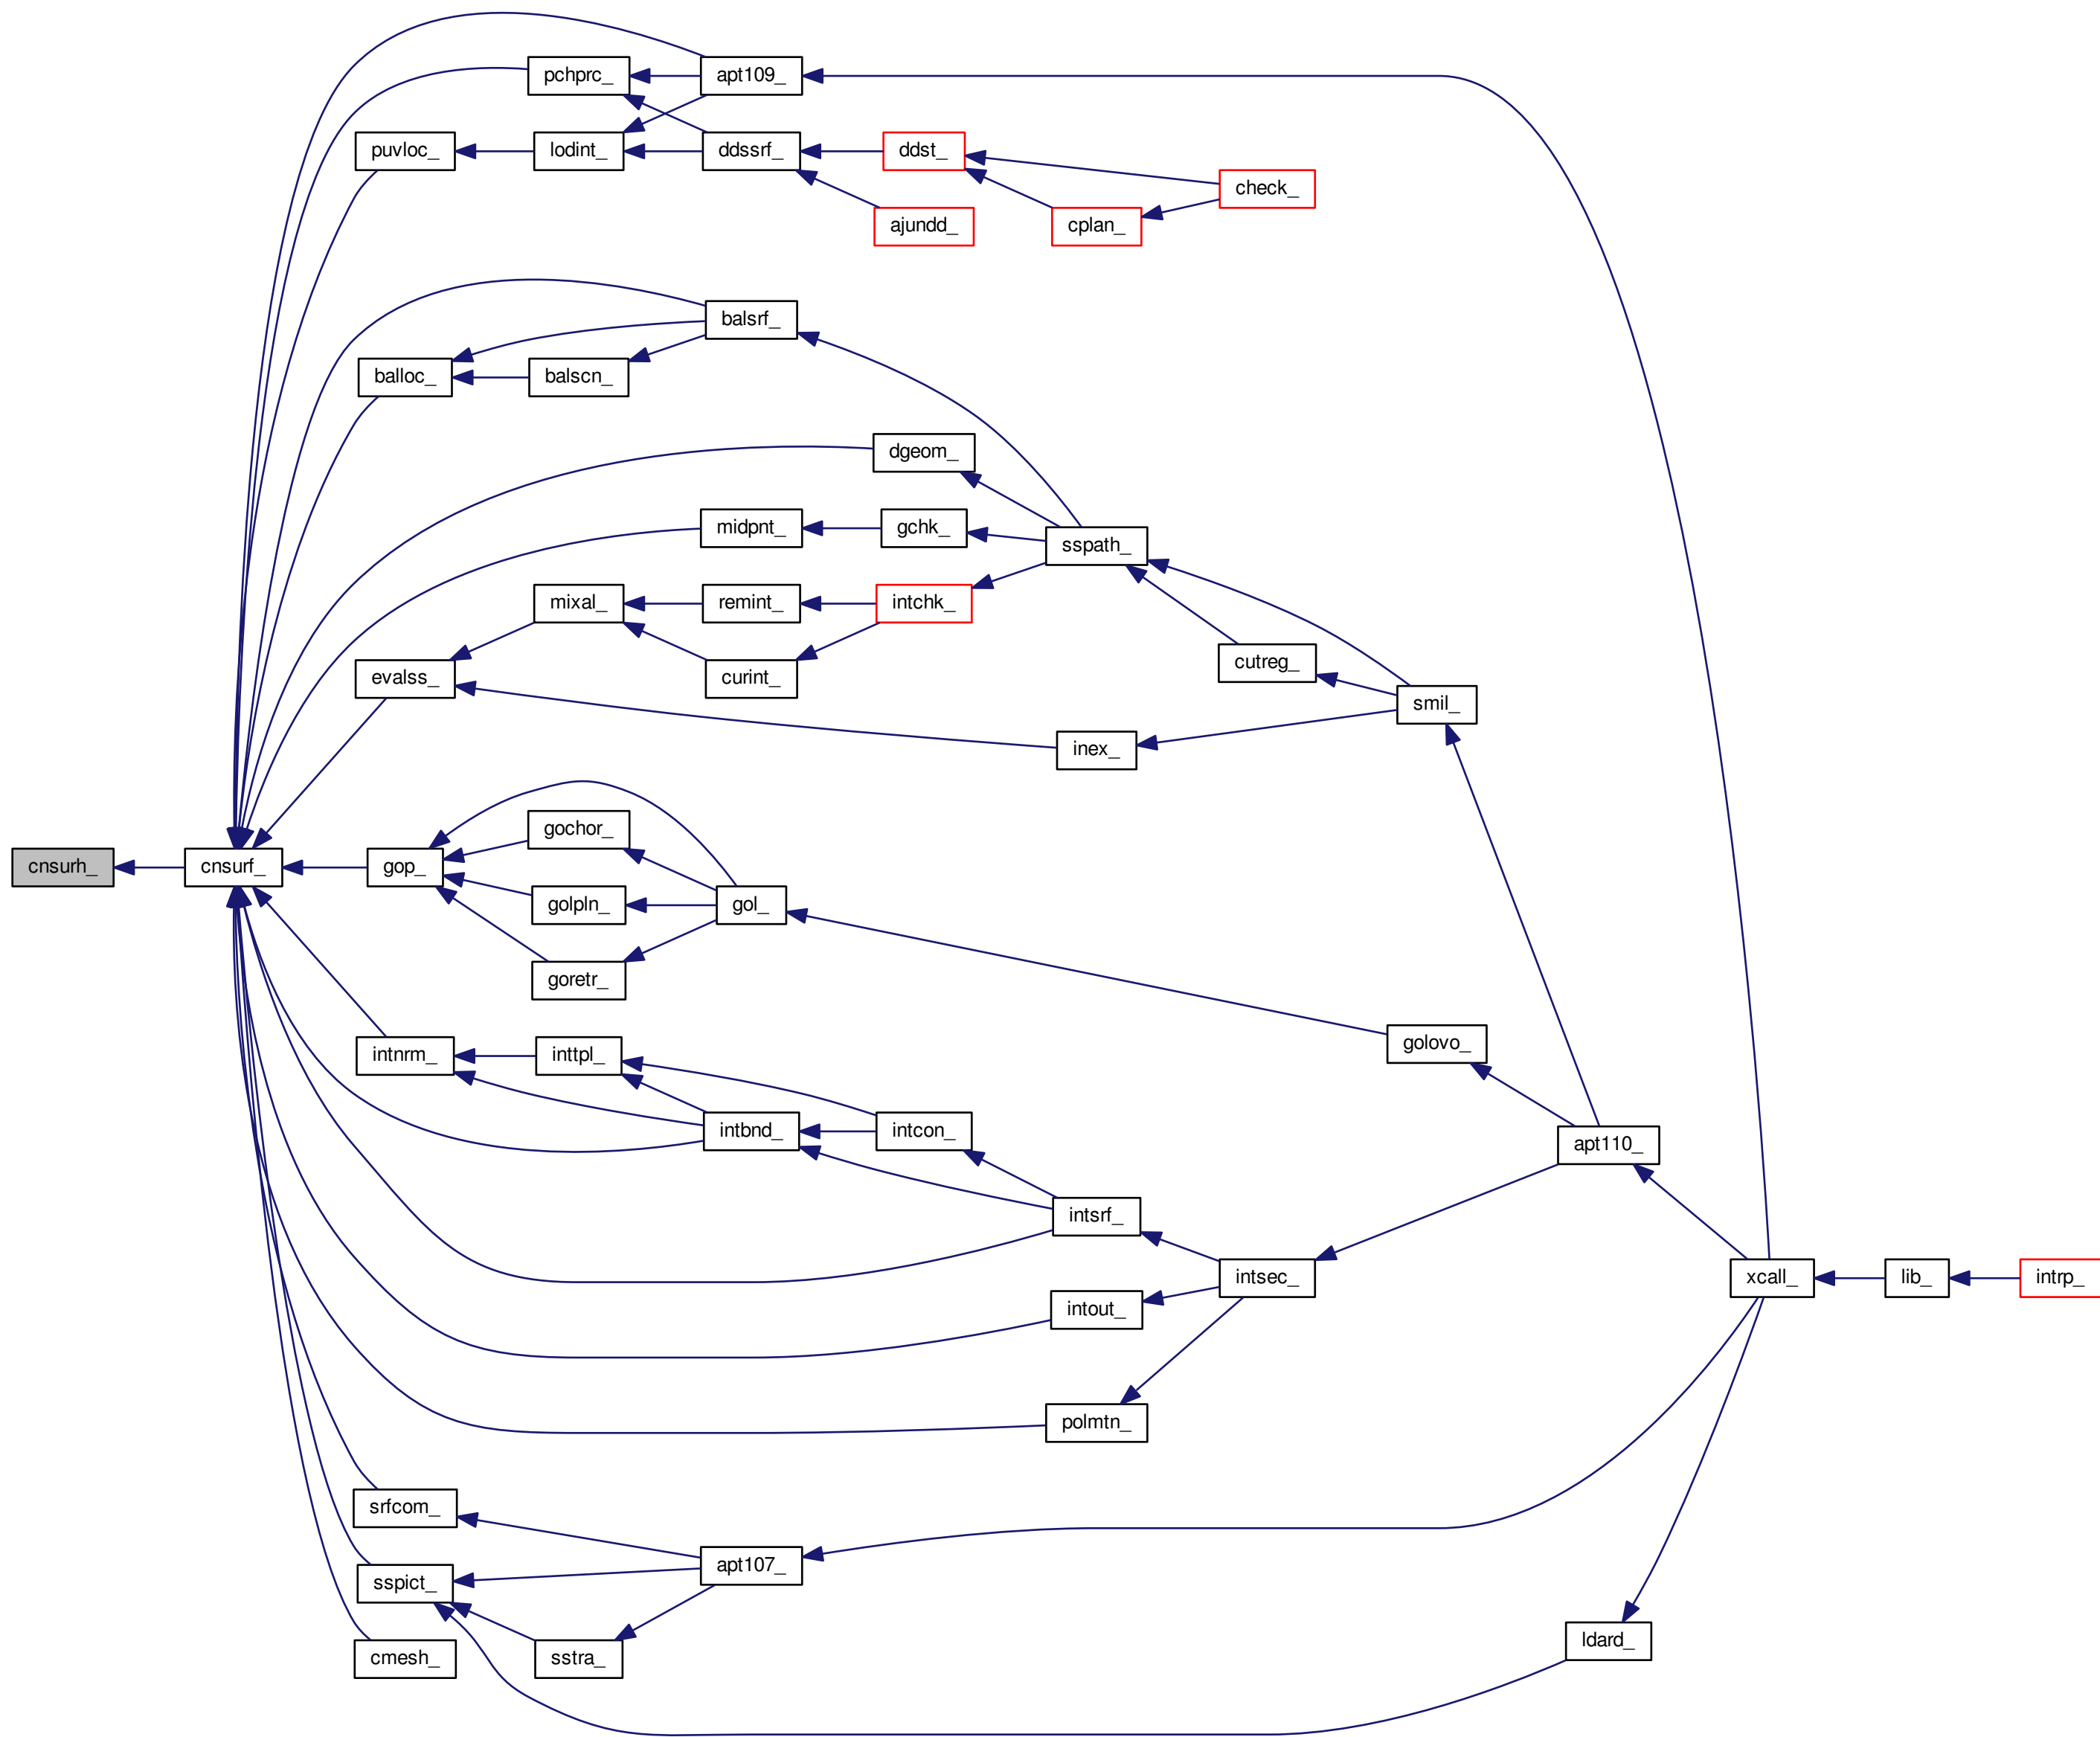 pchprc_
apt109_
puvloc_
lodint_
ddssrf_
ddst_
check_
ajundd_
cplan_
balsrf_
balloc_
balscn_
dgeom_
midpnt_
gchk_
sspath_
mixal_
remint_
intchk_
evalss_
curint_
cutreg_
smil_
inex_
gochor_
cnsurh_
cnsurf_
gop_
golpln_
gol_
goretr_
golovo_
intnrm_
inttpl_
intbnd_
intcon_
apt110_
intsrf_
intsec_
xcall_
lib_
intrp_
intout_
polmtn_
srfcom_
apt107_
sspict_
cmesh_
sstra_
ldard_